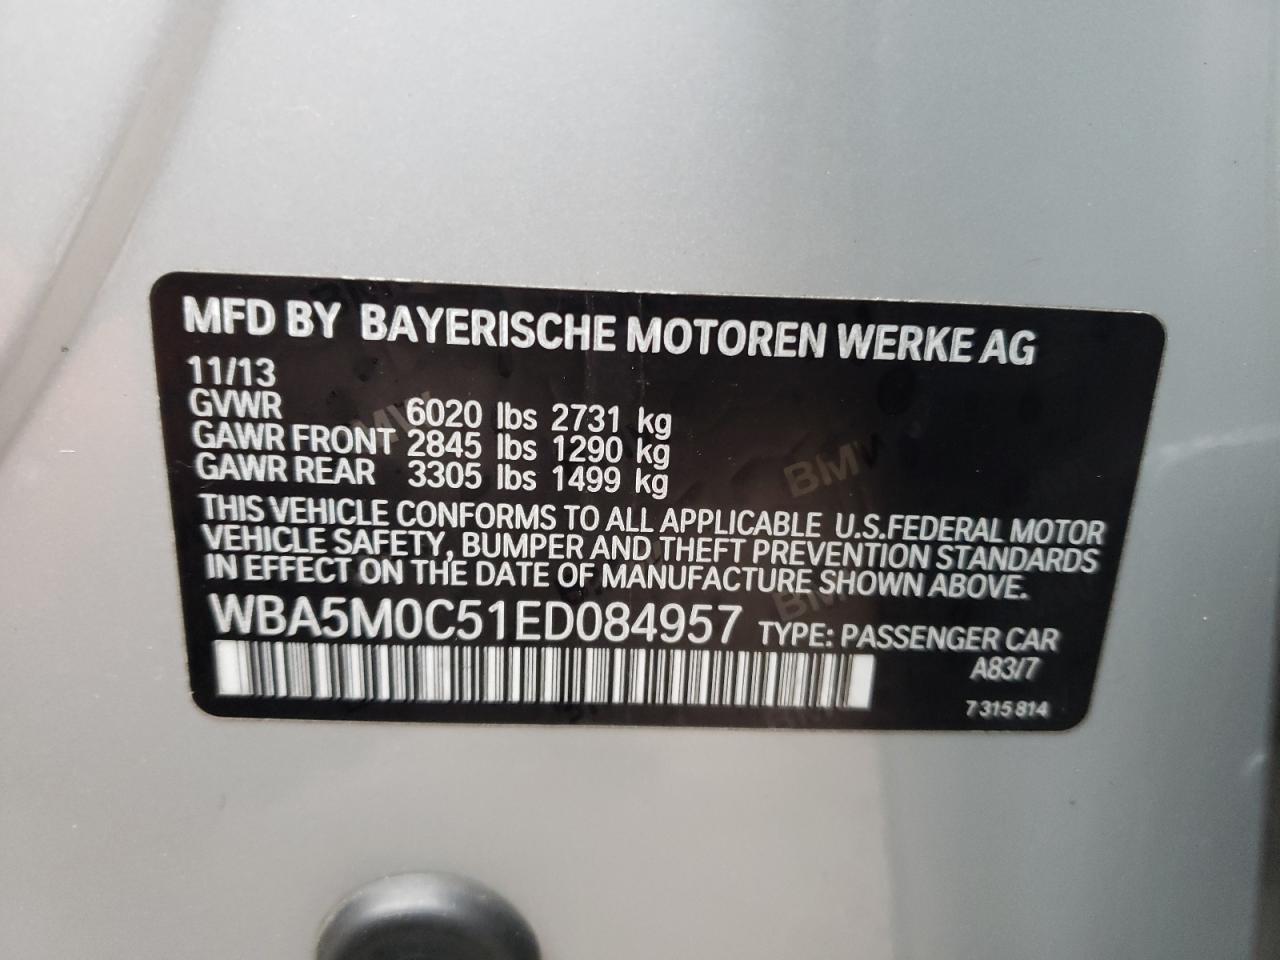 MFD BY BAYERISCHE MOTOREN WERKE AG
11/13
GVWR 6020 lbs 2731 kg
GAWR FRONT 2845 lbs 1290 kg
GAWR REAR 3305 lbs 1499 kg
THIS VEHICLE CONFORMS TO ALL APPLICABLE U.S.FEDERAL MOTOR
VEHICLE SAFETY, BUMPER AND THEFT PREVENTION STANDARDS
IN EFFECT ON THE DATE OF MANUFACTURE SHOWN ABOVE.
WBA5M0C51ED084957 TYPE: PASSENGER CAR
A83/7
7 315 814